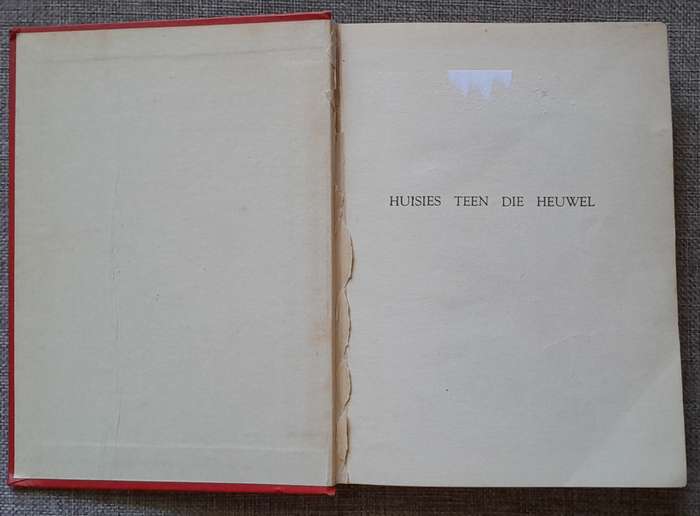 HUISIES TEEN DIE HEUWEL